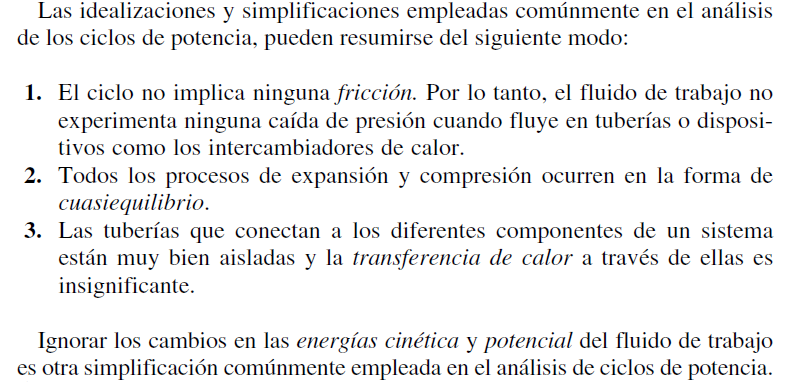 Las idealizaciones y simplificaciones empleadas comúnmente en el análisis
de los ciclos de potencia, pueden resumirse del siguiente modo:
1. El ciclo no implica ninguna fricción. Por lo tanto, el fluido de trabajo no
experimenta ninguna caída de presión cuando fluye en tuberías o disposi-
tivos como los intercambiadores de calor.
2. Todos los procesos de expansión y compresión ocurren en la forma de
cuasiequilibrio.
3. Las tuberías que conectan a los diferentes componentes de un sistema
están muy bien aisladas y la transferencia de calor a través de ellas es
insignificante.
Ignorar los cambios en las energías cinética y potencial del fluido de trabajo
es otra simplificación comúnmente empleada en el análisis de ciclos de potencia.